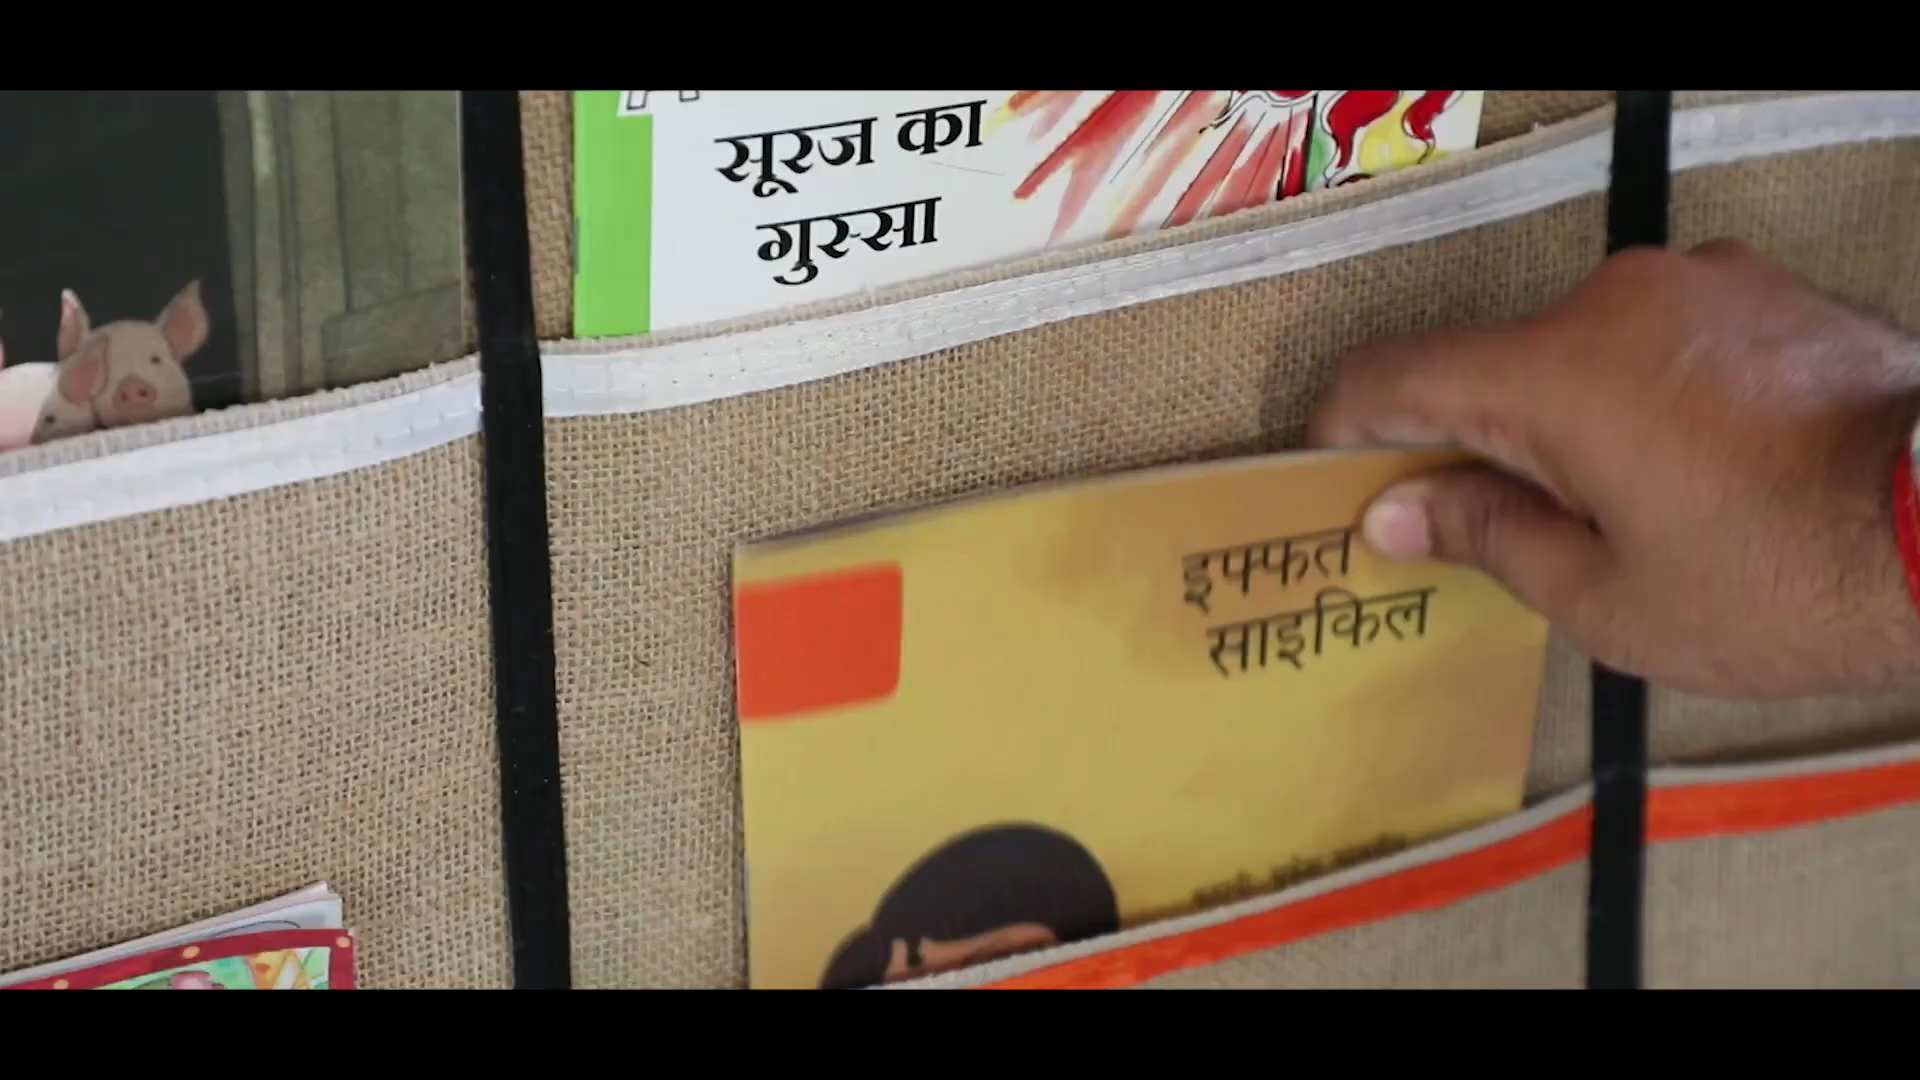 सूरज का
गुस्सा
इफ्फत
साइकिल